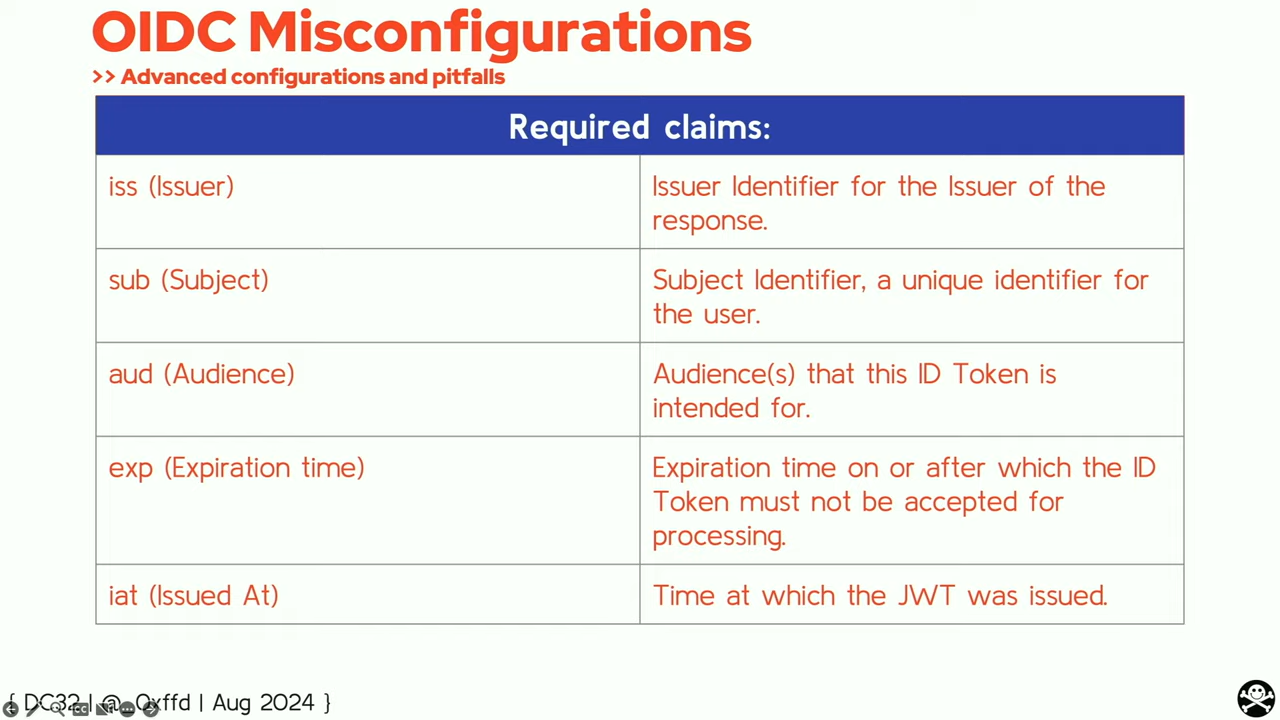 OIDC Misconfigurations
>> Advanced configurations and pitfalls
Required claims:
iss (Issuer)
Issuer Identifier for the Issuer of the
response.
sub (Subject)
Subject Identifier, a unique identifier for
the user.
aud (Audience)
Audience(s) that this ID Token is
intended for.
exp (Expiration time)
Expiration time on or after which the ID
Token must not be accepted for
processing.
iat (Issued At)
Time at which the JWT was issued.
{ DC32 | @_0xffd | Aug 2024 }